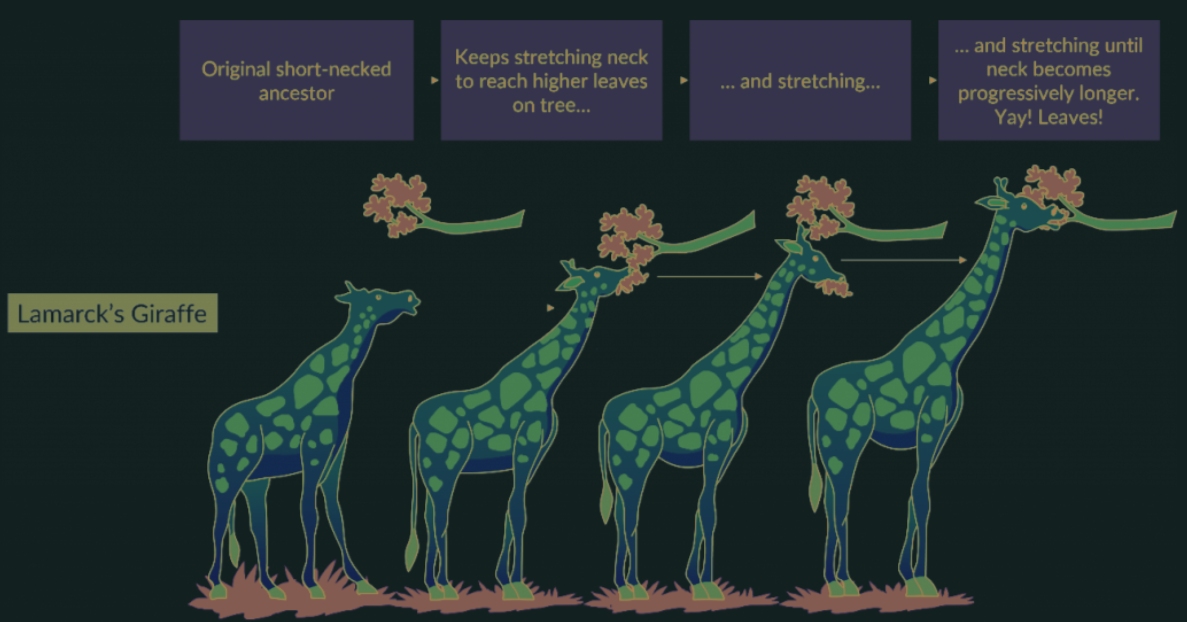 Original short-necked
ancestor
Keeps stretching neck
to reach higher leaves
on tree...
... and stretching...
... and stretching until
neck becomes
progressively longer.
Yay! Leaves!
Lamarck's Giraffe